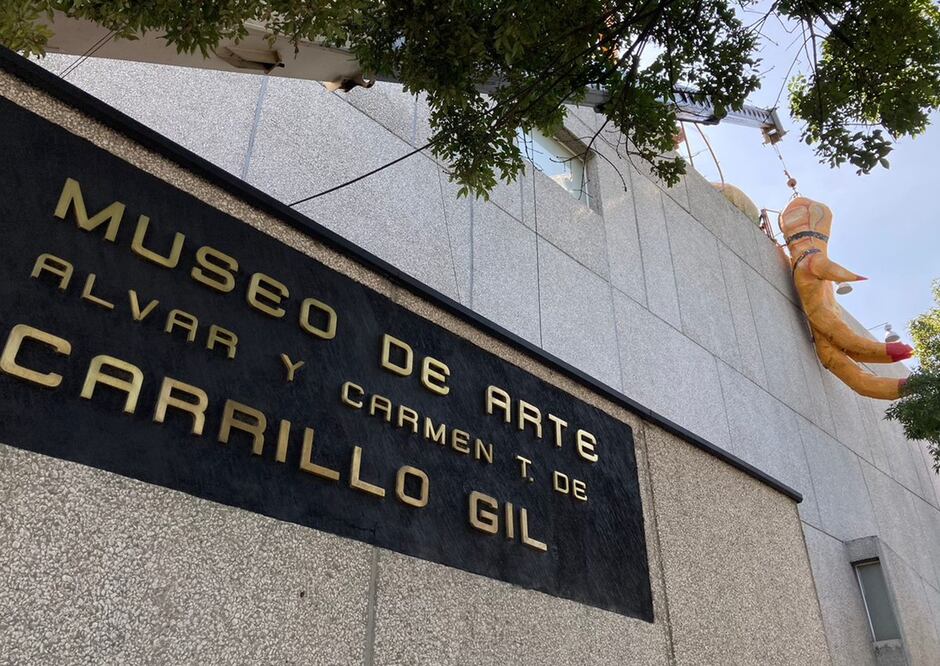 MUSEO DE ARTE
ALVAR Y CARMEN T. DE
CARRILLO GIL